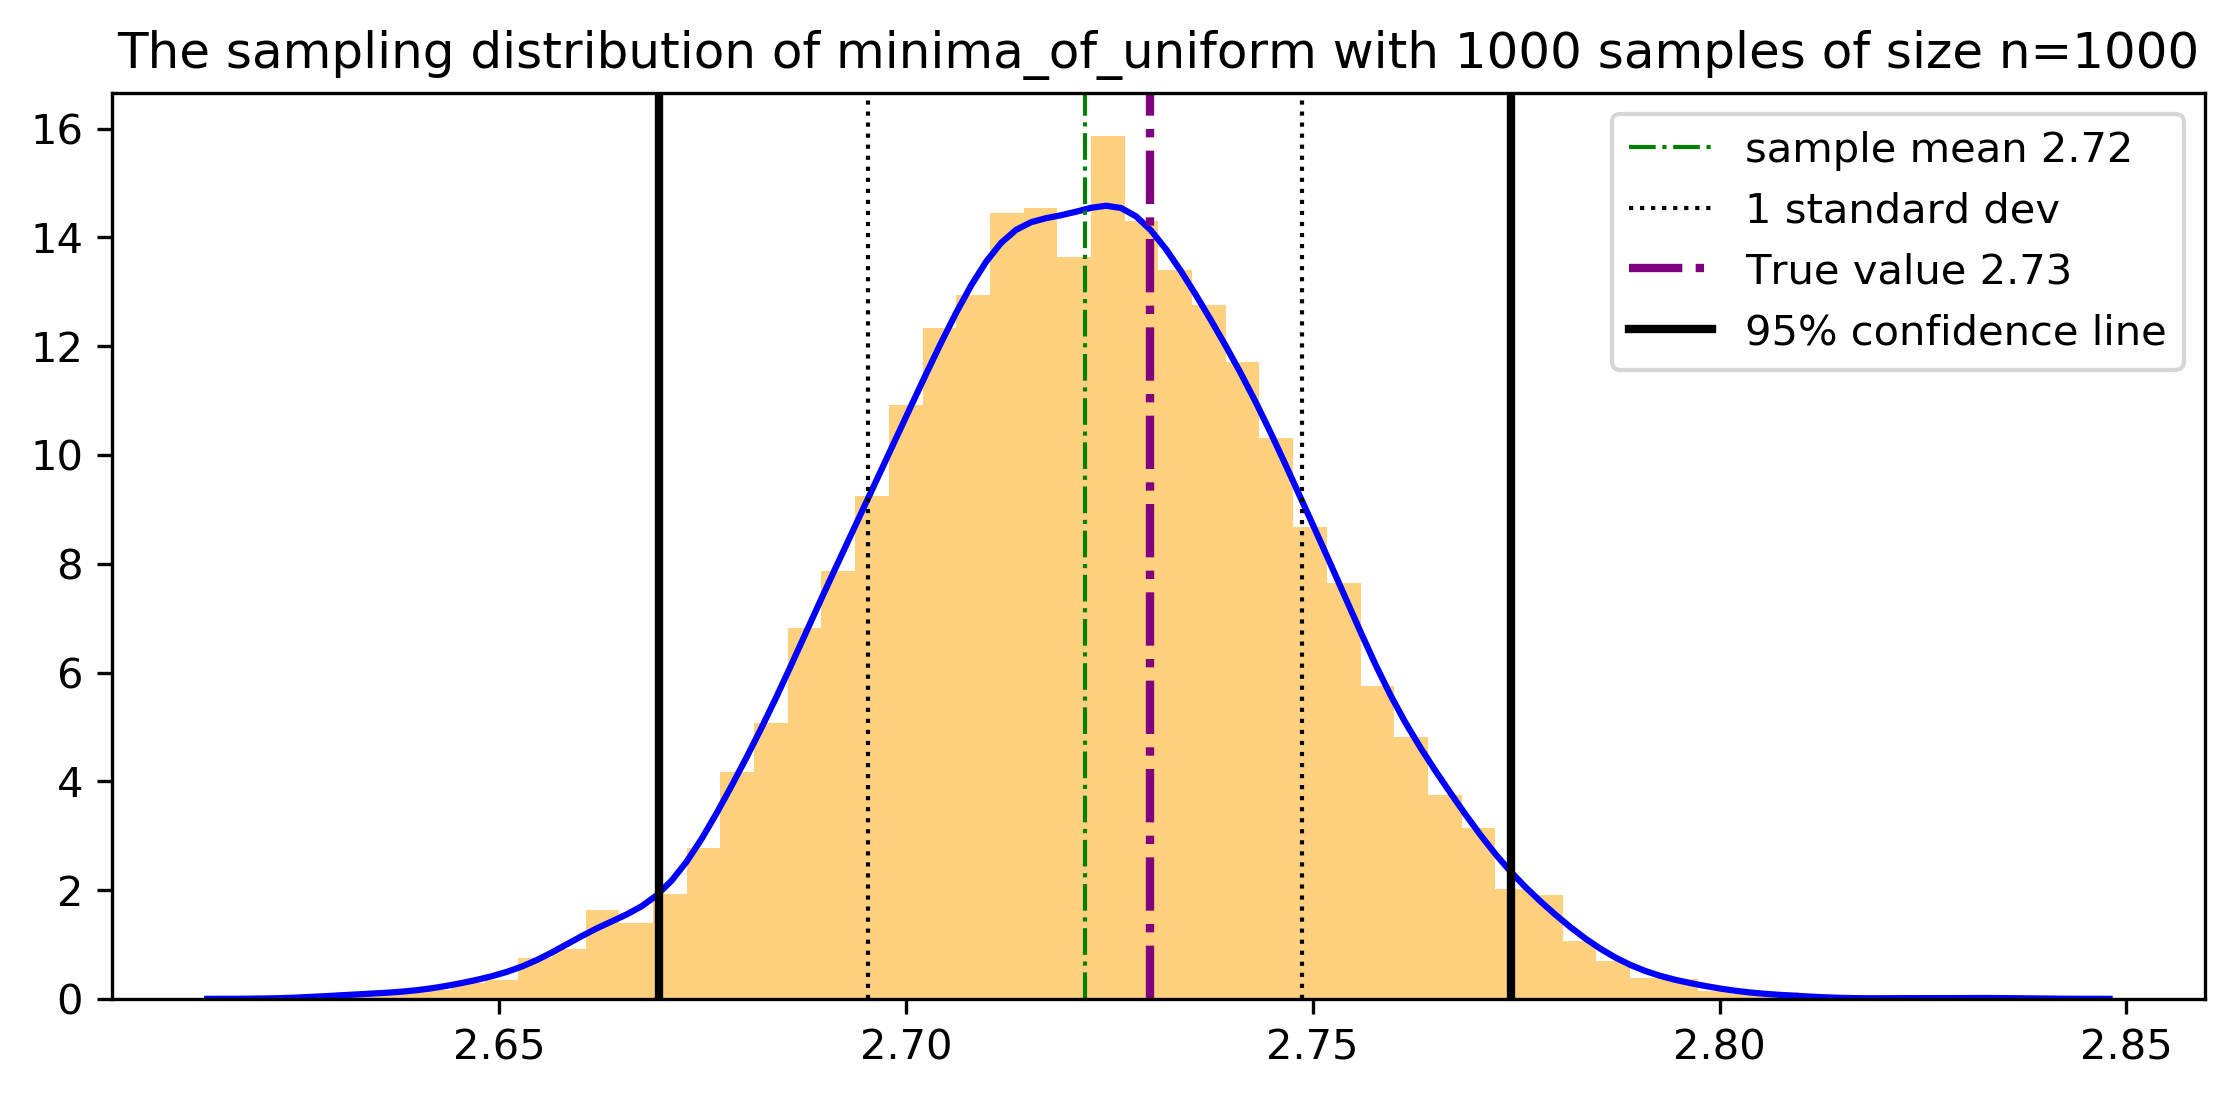 The sampling distribution of minima_of_uniform with 1000 samples of size n=1000
sample mean 2.72
1 standard dev
True value 2.73
95% confidence line
16
14
12
10
8
6
4
2
0
2.65
2.70
2.75
2.80
2.85